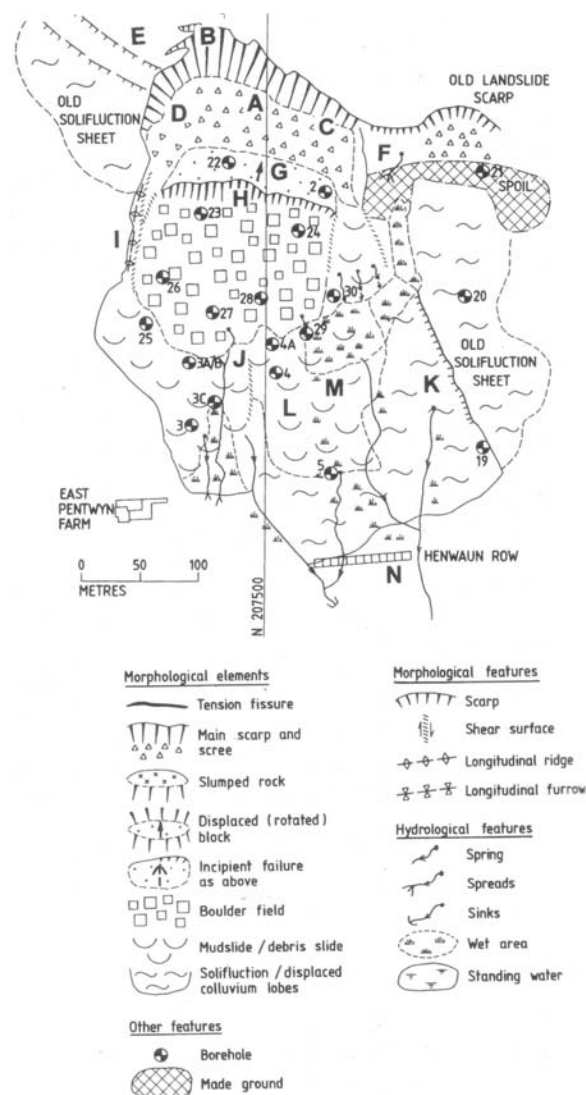 E
B
OLD LANDSLIDE
SCARP
D
A
C
OLD
SOLIFLUCTION
SHEET
F
22
G
2
21
SPOIL
H
23
24
I
26
28
30
20
27
25
29
4A
OLD
SOLIFLUCTION
SHEET
3A/B
J
4
M
K
3C
L
3
5
19
EAST
PENTWYN
FARM
HENWAUN ROW
N
0 50 100
METRES
N 207500
Morphological elements
Tension fissure
Main scarp and
scree
Slumped rock
Displaced (rotated)
block
Incipient failure
as above
Boulder field
Mudslide / debris slide
Solifluction / displaced
colluvium lobes
Other features
Borehole
Made ground
Morphological features
Scarp
Shear surface
Longitudinal ridge
Longitudinal furrow
Hydrological features
Spring
Spreads
Sinks
Wet area
Standing water